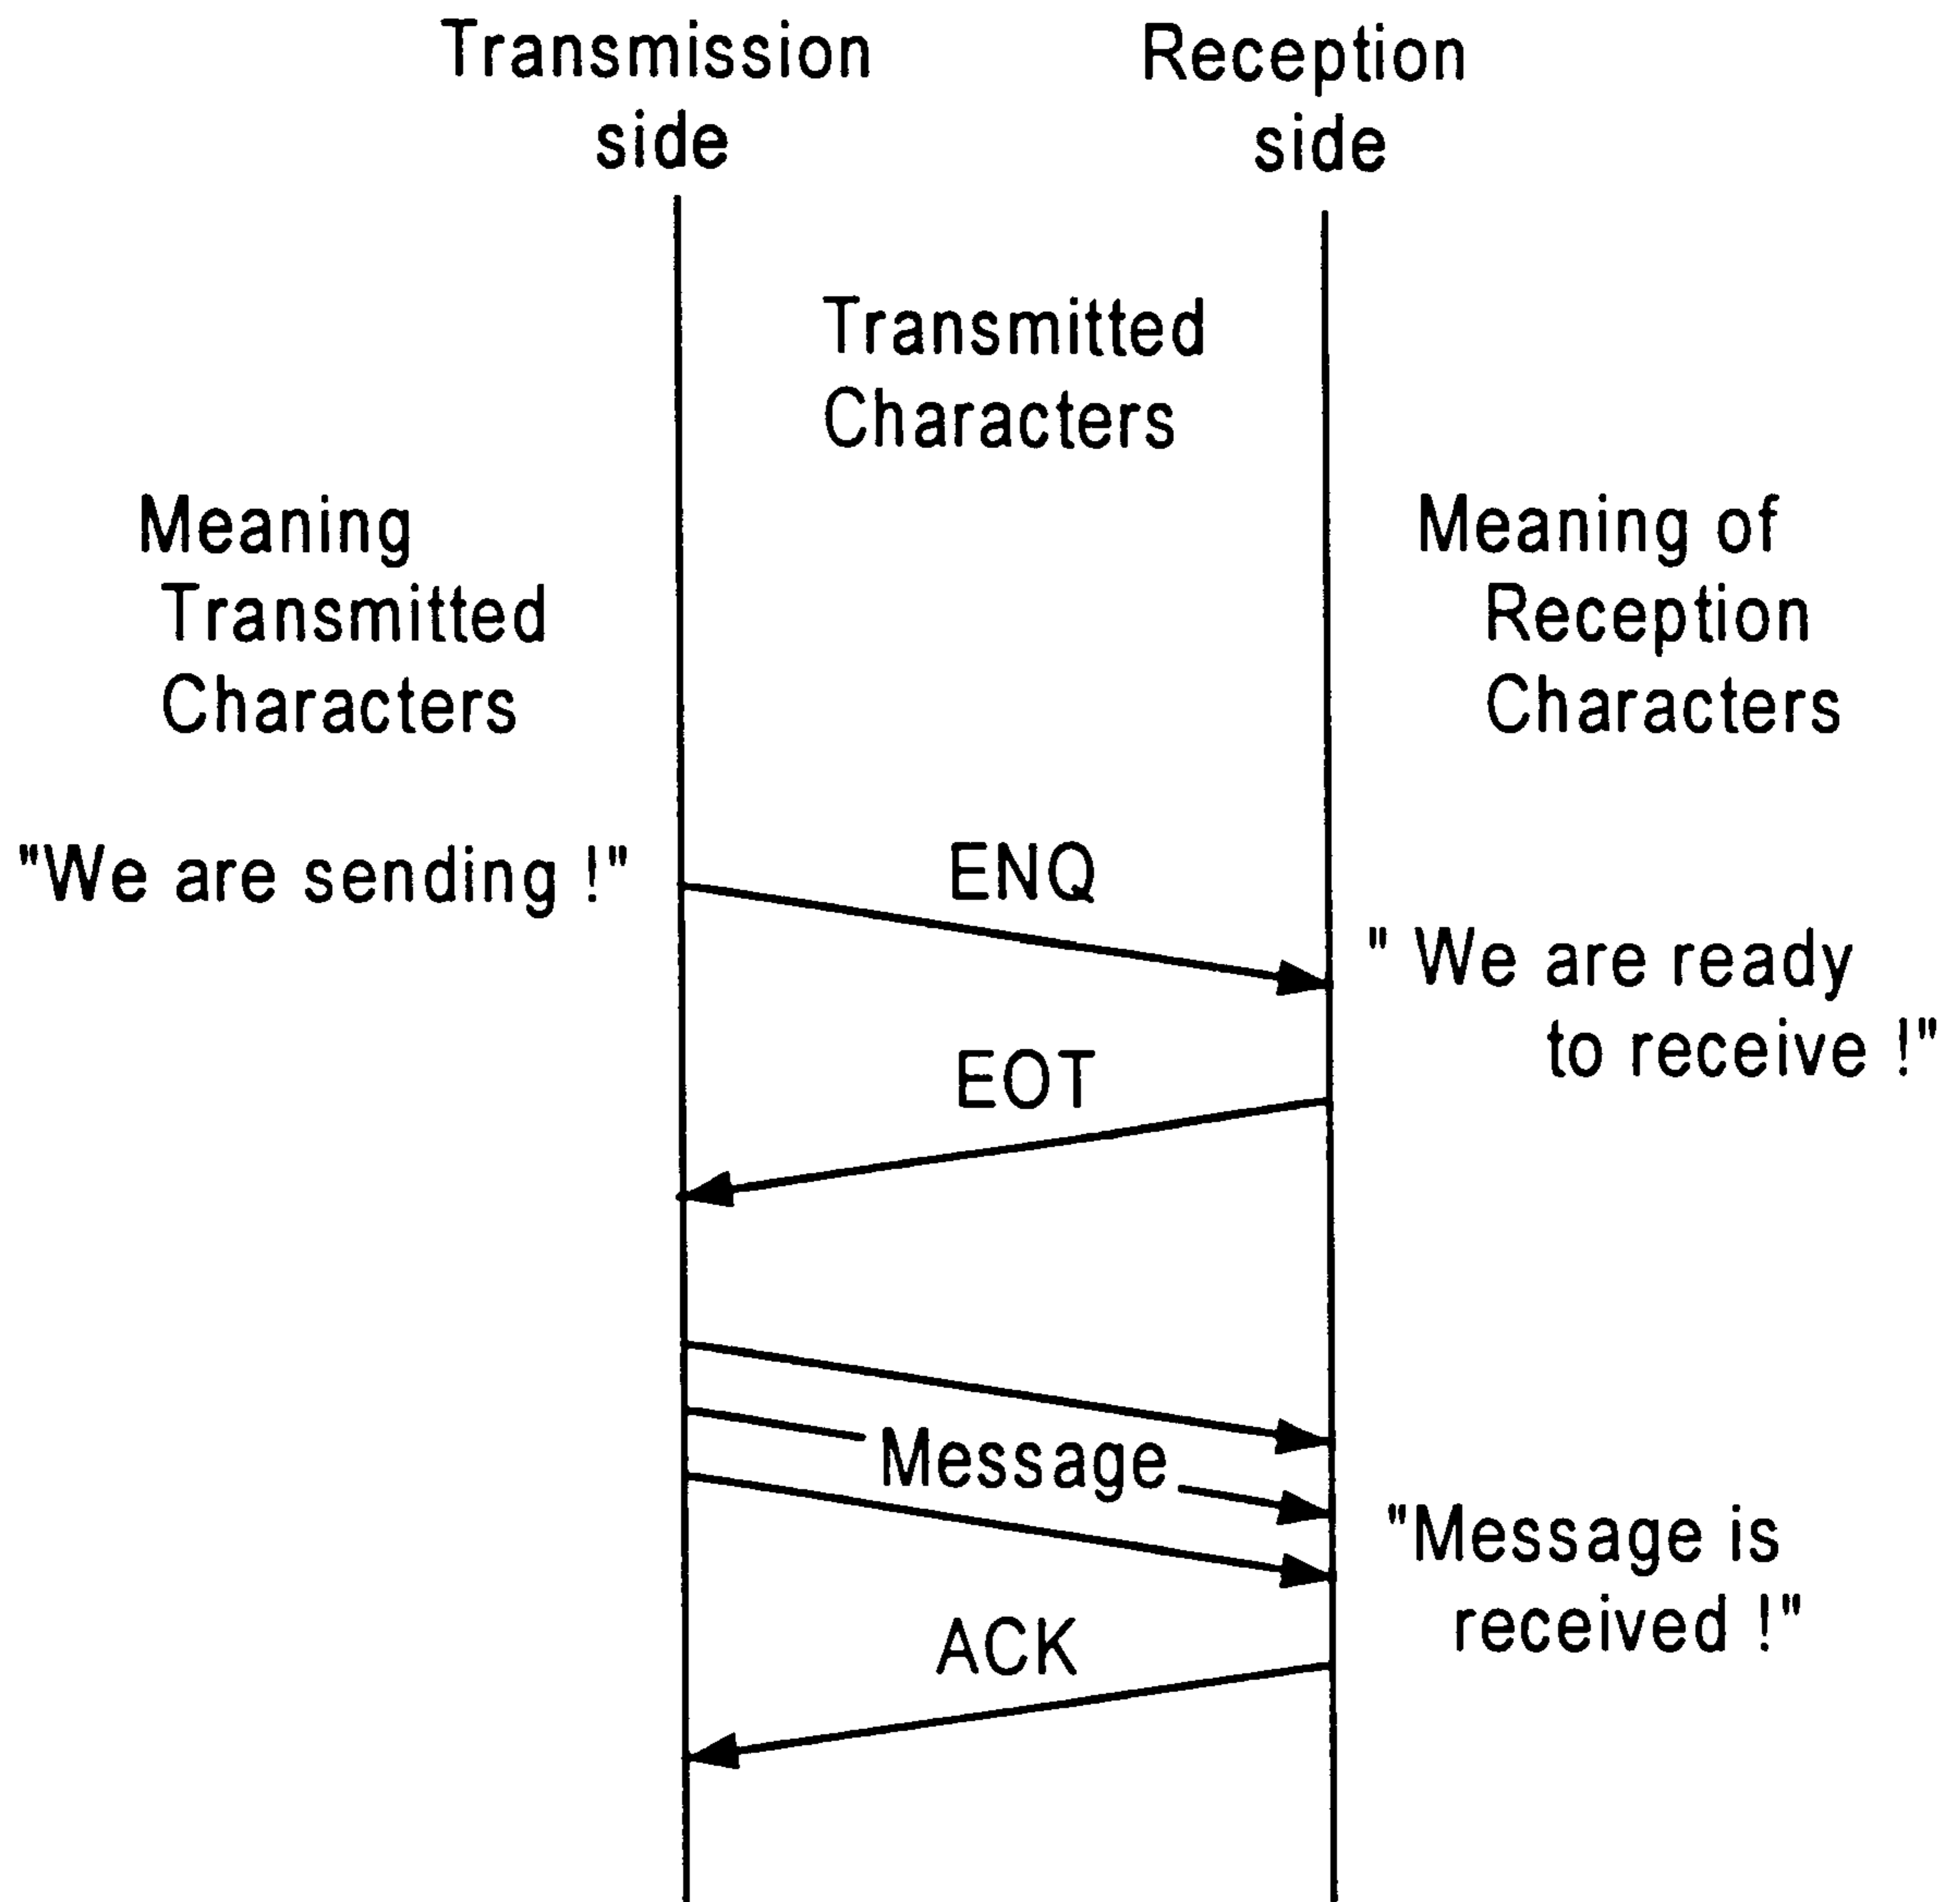 Transmission
side
Reception
side
Transmitted
Characters
Meaning
Transmitted
Characters
Meaning of
Reception
Characters
"We are sending !"
ENQ
" We are ready
to receive !"
EOT
Message
"Message is
received !"
ACK